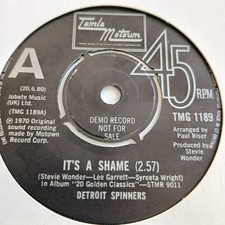 Tamla
Motown
A
45
RPM
(20.6.80)
Jobete Music
(UK) Ltd.
(TMG 1189A)
DEMO RECORD
NOT FOR
SALE
TMG 1189
℗ 1970 Original
sound recording
made by Motown
Record Corp.
Arranged by
Paul Riser
Produced by
Stevie
Wonder
IT'S A SHAME (2.57)
(Stevie Wonder—Lee Garrett—Syreeta Wright)
In Album "20 Golden Classics"—STMR 9011
DETROIT SPINNERS